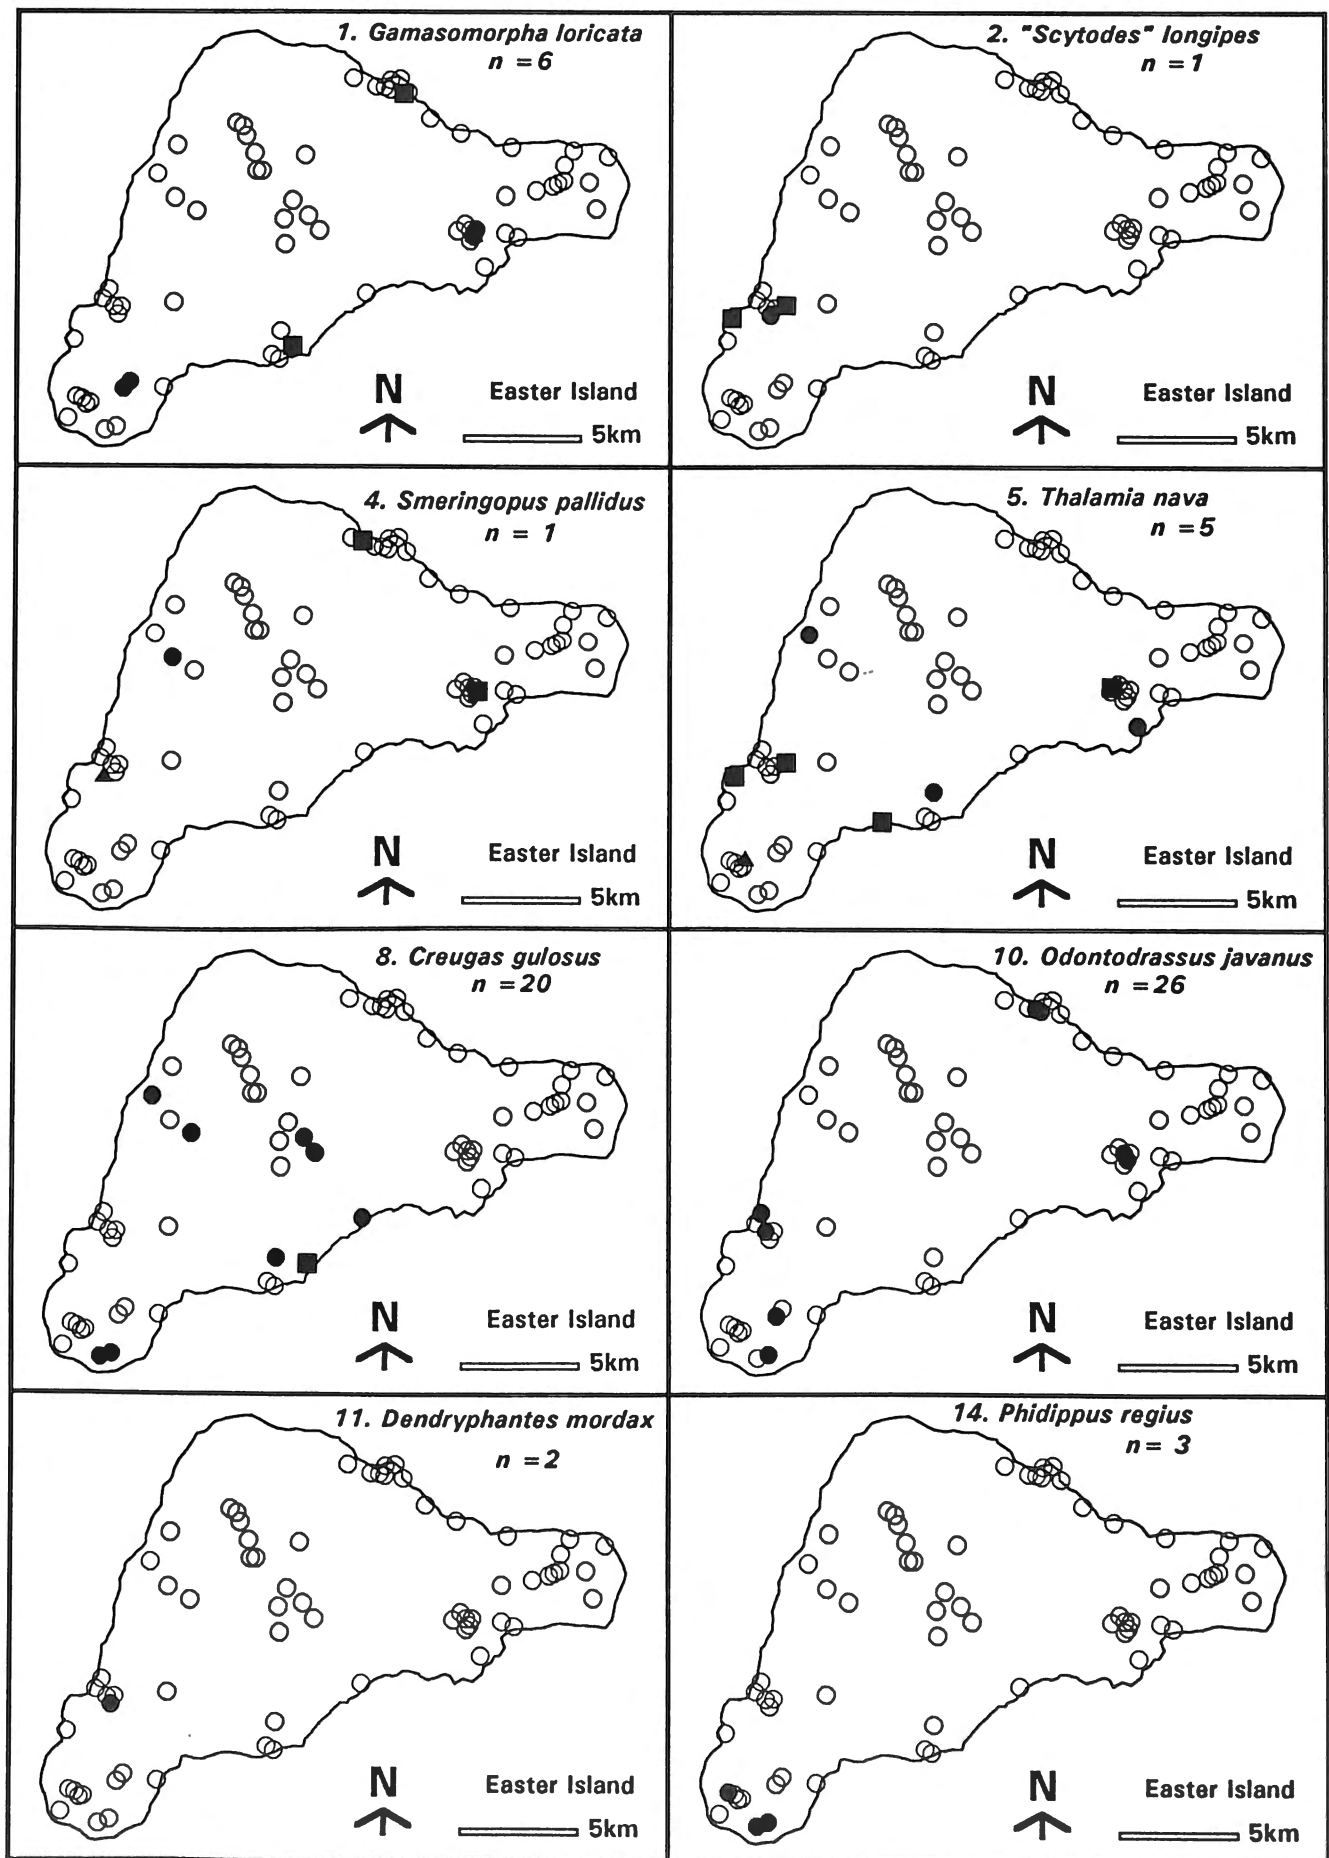 1. Gamasomorpha loricata
n = 6
N
Easter Island
5km
2. "Scytodes" longipes
n = 1
N
Easter Island
5km
4. Smeringopus pallidus
n = 1
N
Easter Island
5km
5. Thalamia nava
n = 5
N
Easter Island
5km
8. Creugas gulosus
n = 20
N
Easter Island
5km
10. Odontodrassus javanus
n = 26
N
Easter Island
5km
11. Dendryphantes mordax
n = 2
N
Easter Island
5km
14. Phidippus regius
n = 3
N
Easter Island
5km